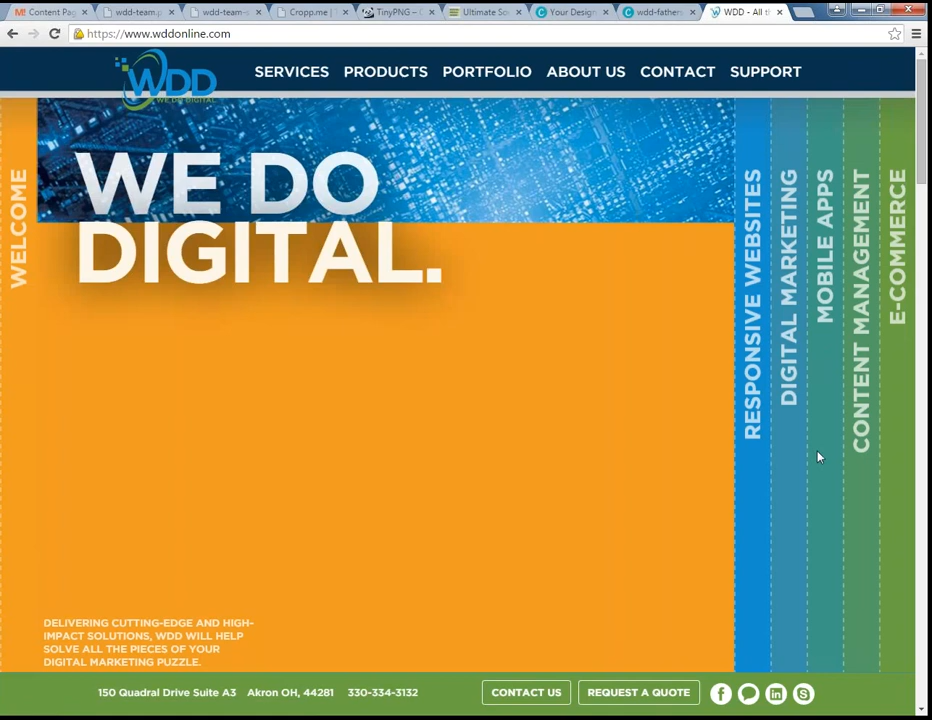 Content Pag
wdd-team.p
wdd-team-s
Cropp.me |
TinyPNG –
Ultimate So
Your Design
wdd-father
WDD - All t
https://www.wddonline.com
WDD
WE DO DIGITAL
SERVICES PRODUCTS PORTFOLIO ABOUT US CONTACT SUPPORT
WELCOME
WE DO
DIGITAL.
RESPONSIVE WEBSITES
DIGITAL MARKETING
MOBILE APPS
CONTENT MANAGEMENT
E-COMMERCE
DELIVERING CUTTING-EDGE AND HIGH-
IMPACT SOLUTIONS, WDD WILL HELP
SOLVE ALL THE PIECES OF YOUR
DIGITAL MARKETING PUZZLE.
150 Quadral Drive Suite A3 Akron OH, 44281 330-334-3132
CONTACT US
REQUEST A QUOTE